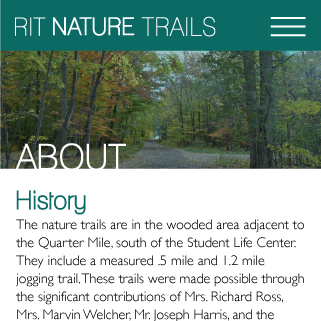 RIT NATURE TRAILS
ABOUT
History
The nature trails are in the wooded area adjacent to
the Quarter Mile, south of the Student Life Center.
They include a measured .5 mile and 1.2 mile
jogging trail. These trails were made possible through
the significant contributions of Mrs. Richard Ross,
Mrs. Marvin Welcher, Mr. Joseph Harris, and the